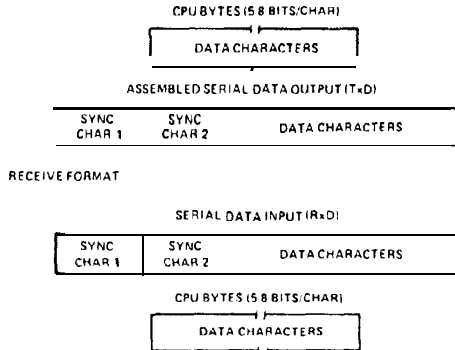 CPU BYTES (5 8 BITS/CHAR)
DATA CHARACTERS
ASSEMBLED SERIAL DATA OUTPUT (TxD)
SYNC CHAR 1 SYNC CHAR 2 DATA CHARACTERS
RECEIVE FORMAT
SERIAL DATA INPUT (RxD)
SYNC CHAR 1 SYNC CHAR 2 DATA CHARACTERS
CPU BYTES (5 8 BITS/CHAR)
DATA CHARACTERS